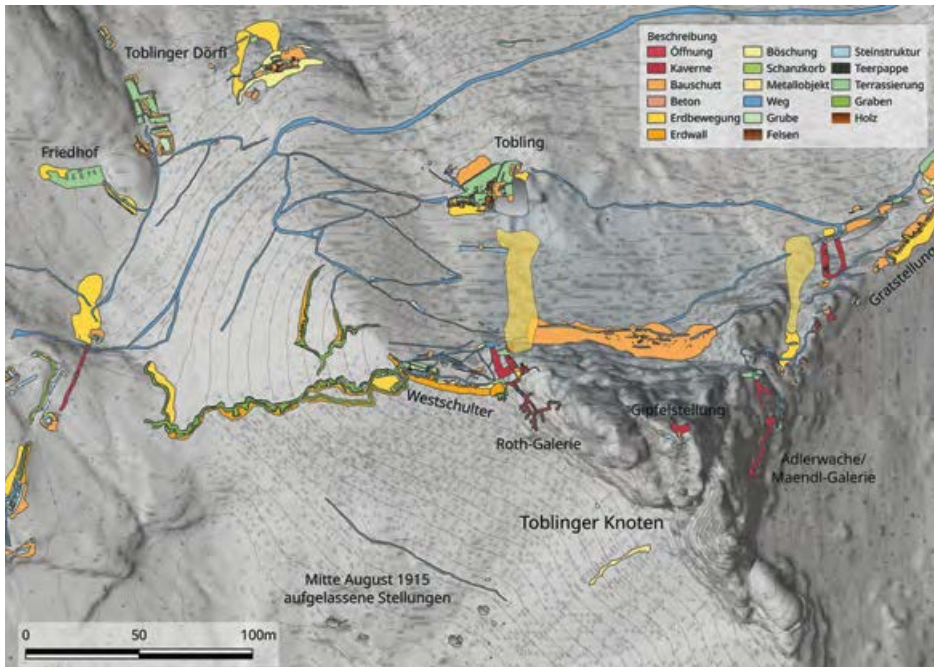 Toblinger Dörfl
Friedhof
Tobling
Beschreibung
Öffnung
Kaverne
Bauschutt
Beton
Erdbewegung
Erdwall
Böschung
Schanzkorb
Metallobjekt
Weg
Grube
Felsen
Steinstruktur
Teerpappe
Terrassierung
Graben
Holz
Gratstellung
Westschulter
Roth-Galerie
Gipfelstellung
Adlerwache/
Maendl-Galerie
Toblinger Knoten
Mitte August 1915
aufgelassene Stellungen
0 50 100m